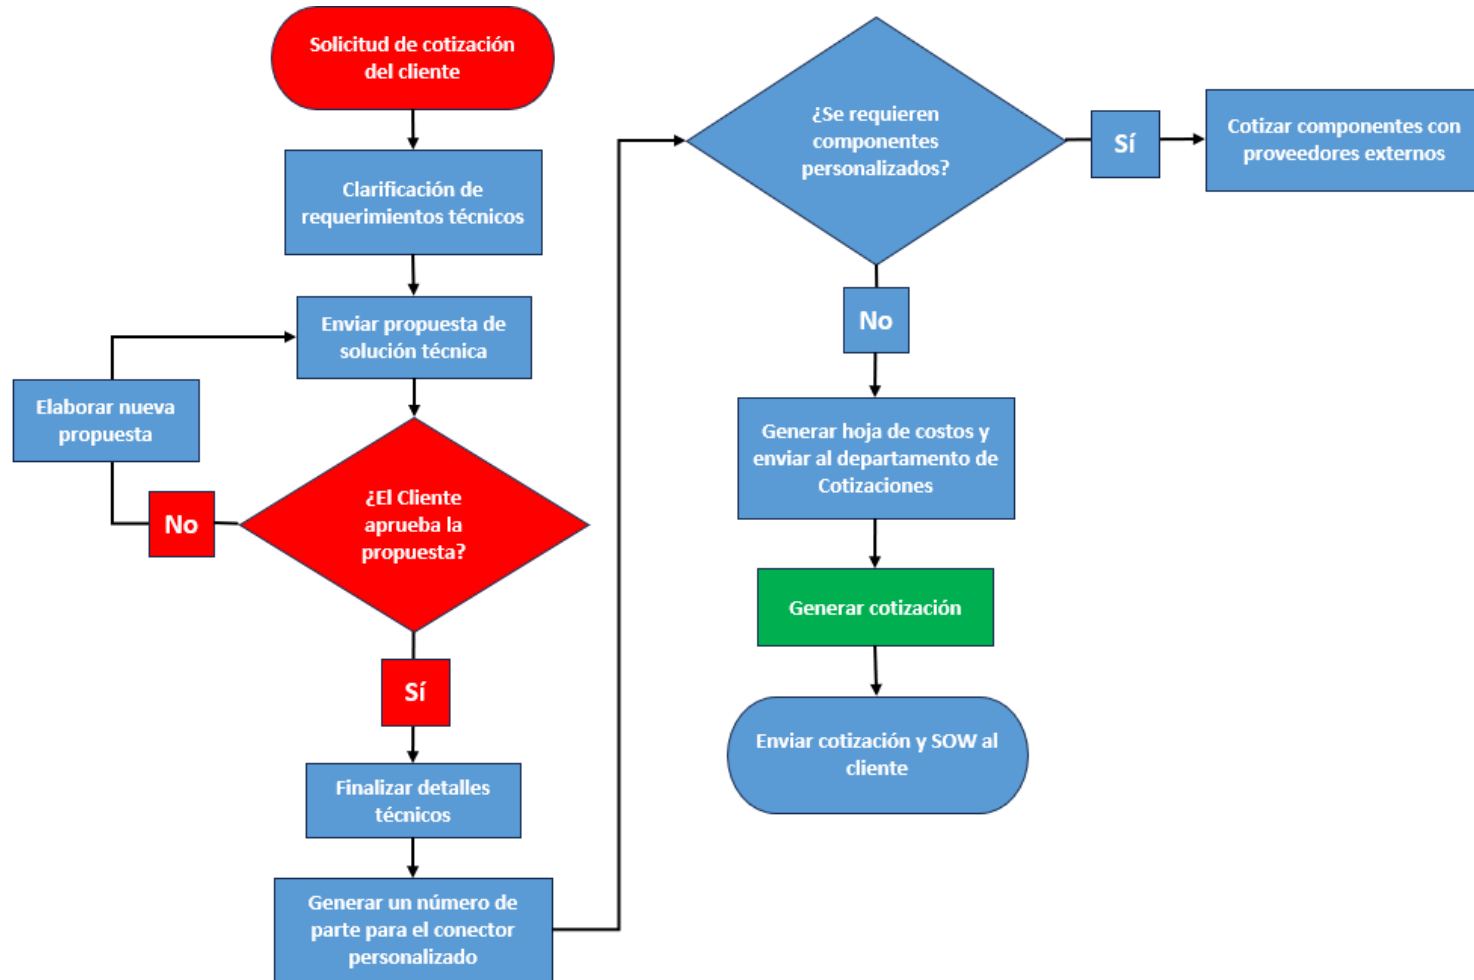 Solicitud de cotización
del cliente
Clarificación de
requerimientos técnicos
Enviar propuesta de
solución técnica
Elaborar nueva
propuesta
¿El Cliente
aprueba la
propuesta?
No
Sí
Finalizar detalles
técnicos
Generar un número de
parte para el conector
personalizado
¿Se requieren
componentes
personalizados?
Sí
Cotizar componentes con
proveedores externos
No
Generar hoja de costos y
enviar al departamento de
Cotizaciones
Generar cotización
Enviar cotización y SOW al
cliente